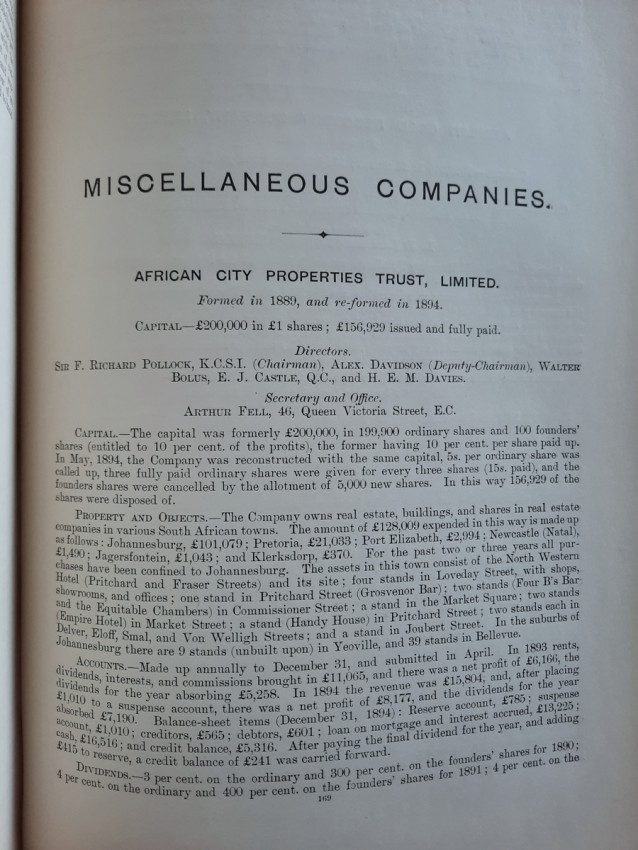 MISCELLANEOUS COMPANIES.
AFRICAN CITY PROPERTIES TRUST, LIMITED.
Formed in 1889, and re-formed in 1894.
CAPITAL—£200,000 in £1 shares; £156,929 issued and fully paid.
Directors.
SIR F. RICHARD POLLOCK, K.C.S.I. (Chairman), ALEX. DAVIDSON (Deputy-Chairman), WALTER
BOLUS, E. J. CASTLE, Q.C., and H. E. M. DAVIES.
Secretary and Office.
ARTHUR FELL, 46, Queen Victoria Street, E.C.
CAPITAL.—The capital was formerly £200,000, in 199,900 ordinary shares and 100 founders'
shares (entitled to 10 per cent. of the profits), the former having 10 per cent. per share paid up.
In May, 1894, the Company was reconstructed with the same capital, 5s. per ordinary share was
called up, three fully paid ordinary shares were given for every three shares (15s. paid), and the
founders shares were cancelled by the allotment of 5,000 new shares. In this way 156,929 of the
shares were disposed of.
PROPERTY AND OBJECTS.—The Company owns real estate, buildings, and shares in real estate
companies in various South African towns. The amount of £128,009 expended in this way is made up
as follows: Johannesburg, £101,079; Pretoria, £21,033; Port Elizabeth, £2,994; Newcastle (Natal),
£1,490; Jagersfontein, £1,043; and Klerksdorp, £370. For the past two or three years all pur-
chases have been confined to Johannesburg. The assets in this town consist of the North Western
Hotel (Pritchard and Fraser Streets) and its site; four stands in Loveday Street, with shops,
showrooms, and offices; one stand in Pritchard Street (Grosvenor Bar); two stands (Four B's Bar
and the Equitable Chambers) in Commissioner Street; a stand in the Market Square; two stands
(Empire Hotel) in Market Street; a stand (Handy House) in Pritchard Street; two stands each in
Delver, Eloff, Smal, and Von Welligh Streets; and a stand in Joubert Street. In the suburbs of
Johannesburg there are 9 stands (unbuilt upon) in Yeoville, and 39 stands in Bellevue.
ACCOUNTS.—Made up annually to December 31, and submitted in April. In 1893 rents,
dividends, interests, and commissions brought in £11,065, and there was a net profit of £6,166, the
dividends for the year absorbing £5,258. In 1894 the revenue was £15,804; and, after placing
£1,010 to a suspense account, there was a net profit of £8,177, and the dividends for the year
absorbed £7,190. Balance-sheet items (December 31, 1894): Reserve account, £785; suspense
account, £1,010; creditors, £565; debtors, £601; loan on mortgage and interest accrued, £13,225;
cash, £16,516; and credit balance, £5,316. After paying the final dividend for the year, and adding
£415 to reserve, a credit balance of £241 was carried forward.
DIVIDENDS.—3 per cent. on the ordinary and 300 per cent. on the founders' shares for 1890;
4 per cent. on the ordinary and 400 per cent. on the founders' shares for 1891; 4 per cent. on the
169